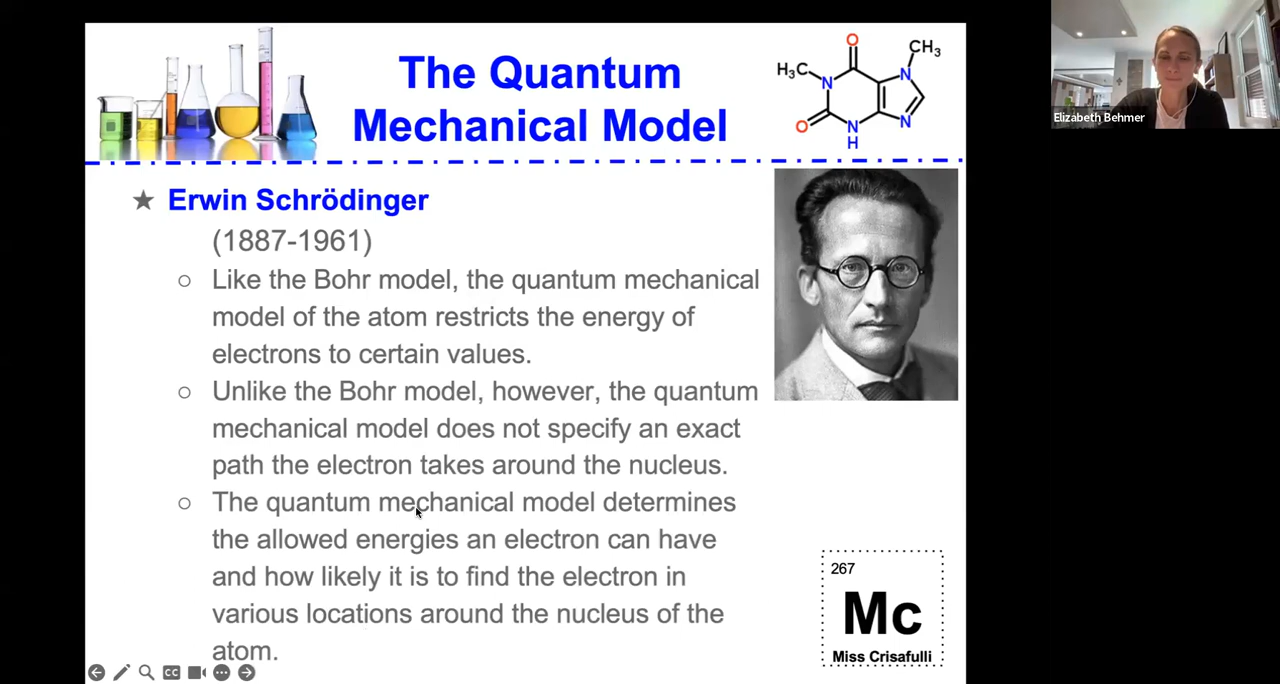 The Quantum
Mechanical Model
O
CH₃
H₃C
N
N
O
N
H
N
Elizabeth Behmer
★ Erwin Schrödinger
(1887-1961)
○ Like the Bohr model, the quantum mechanical
model of the atom restricts the energy of
electrons to certain values.
○ Unlike the Bohr model, however, the quantum
mechanical model does not specify an exact
path the electron takes around the nucleus.
○ The quantum mechanical model determines
the allowed energies an electron can have
and how likely it is to find the electron in
various locations around the nucleus of the
atom.
267
Mc
Miss Crisafulli
CC